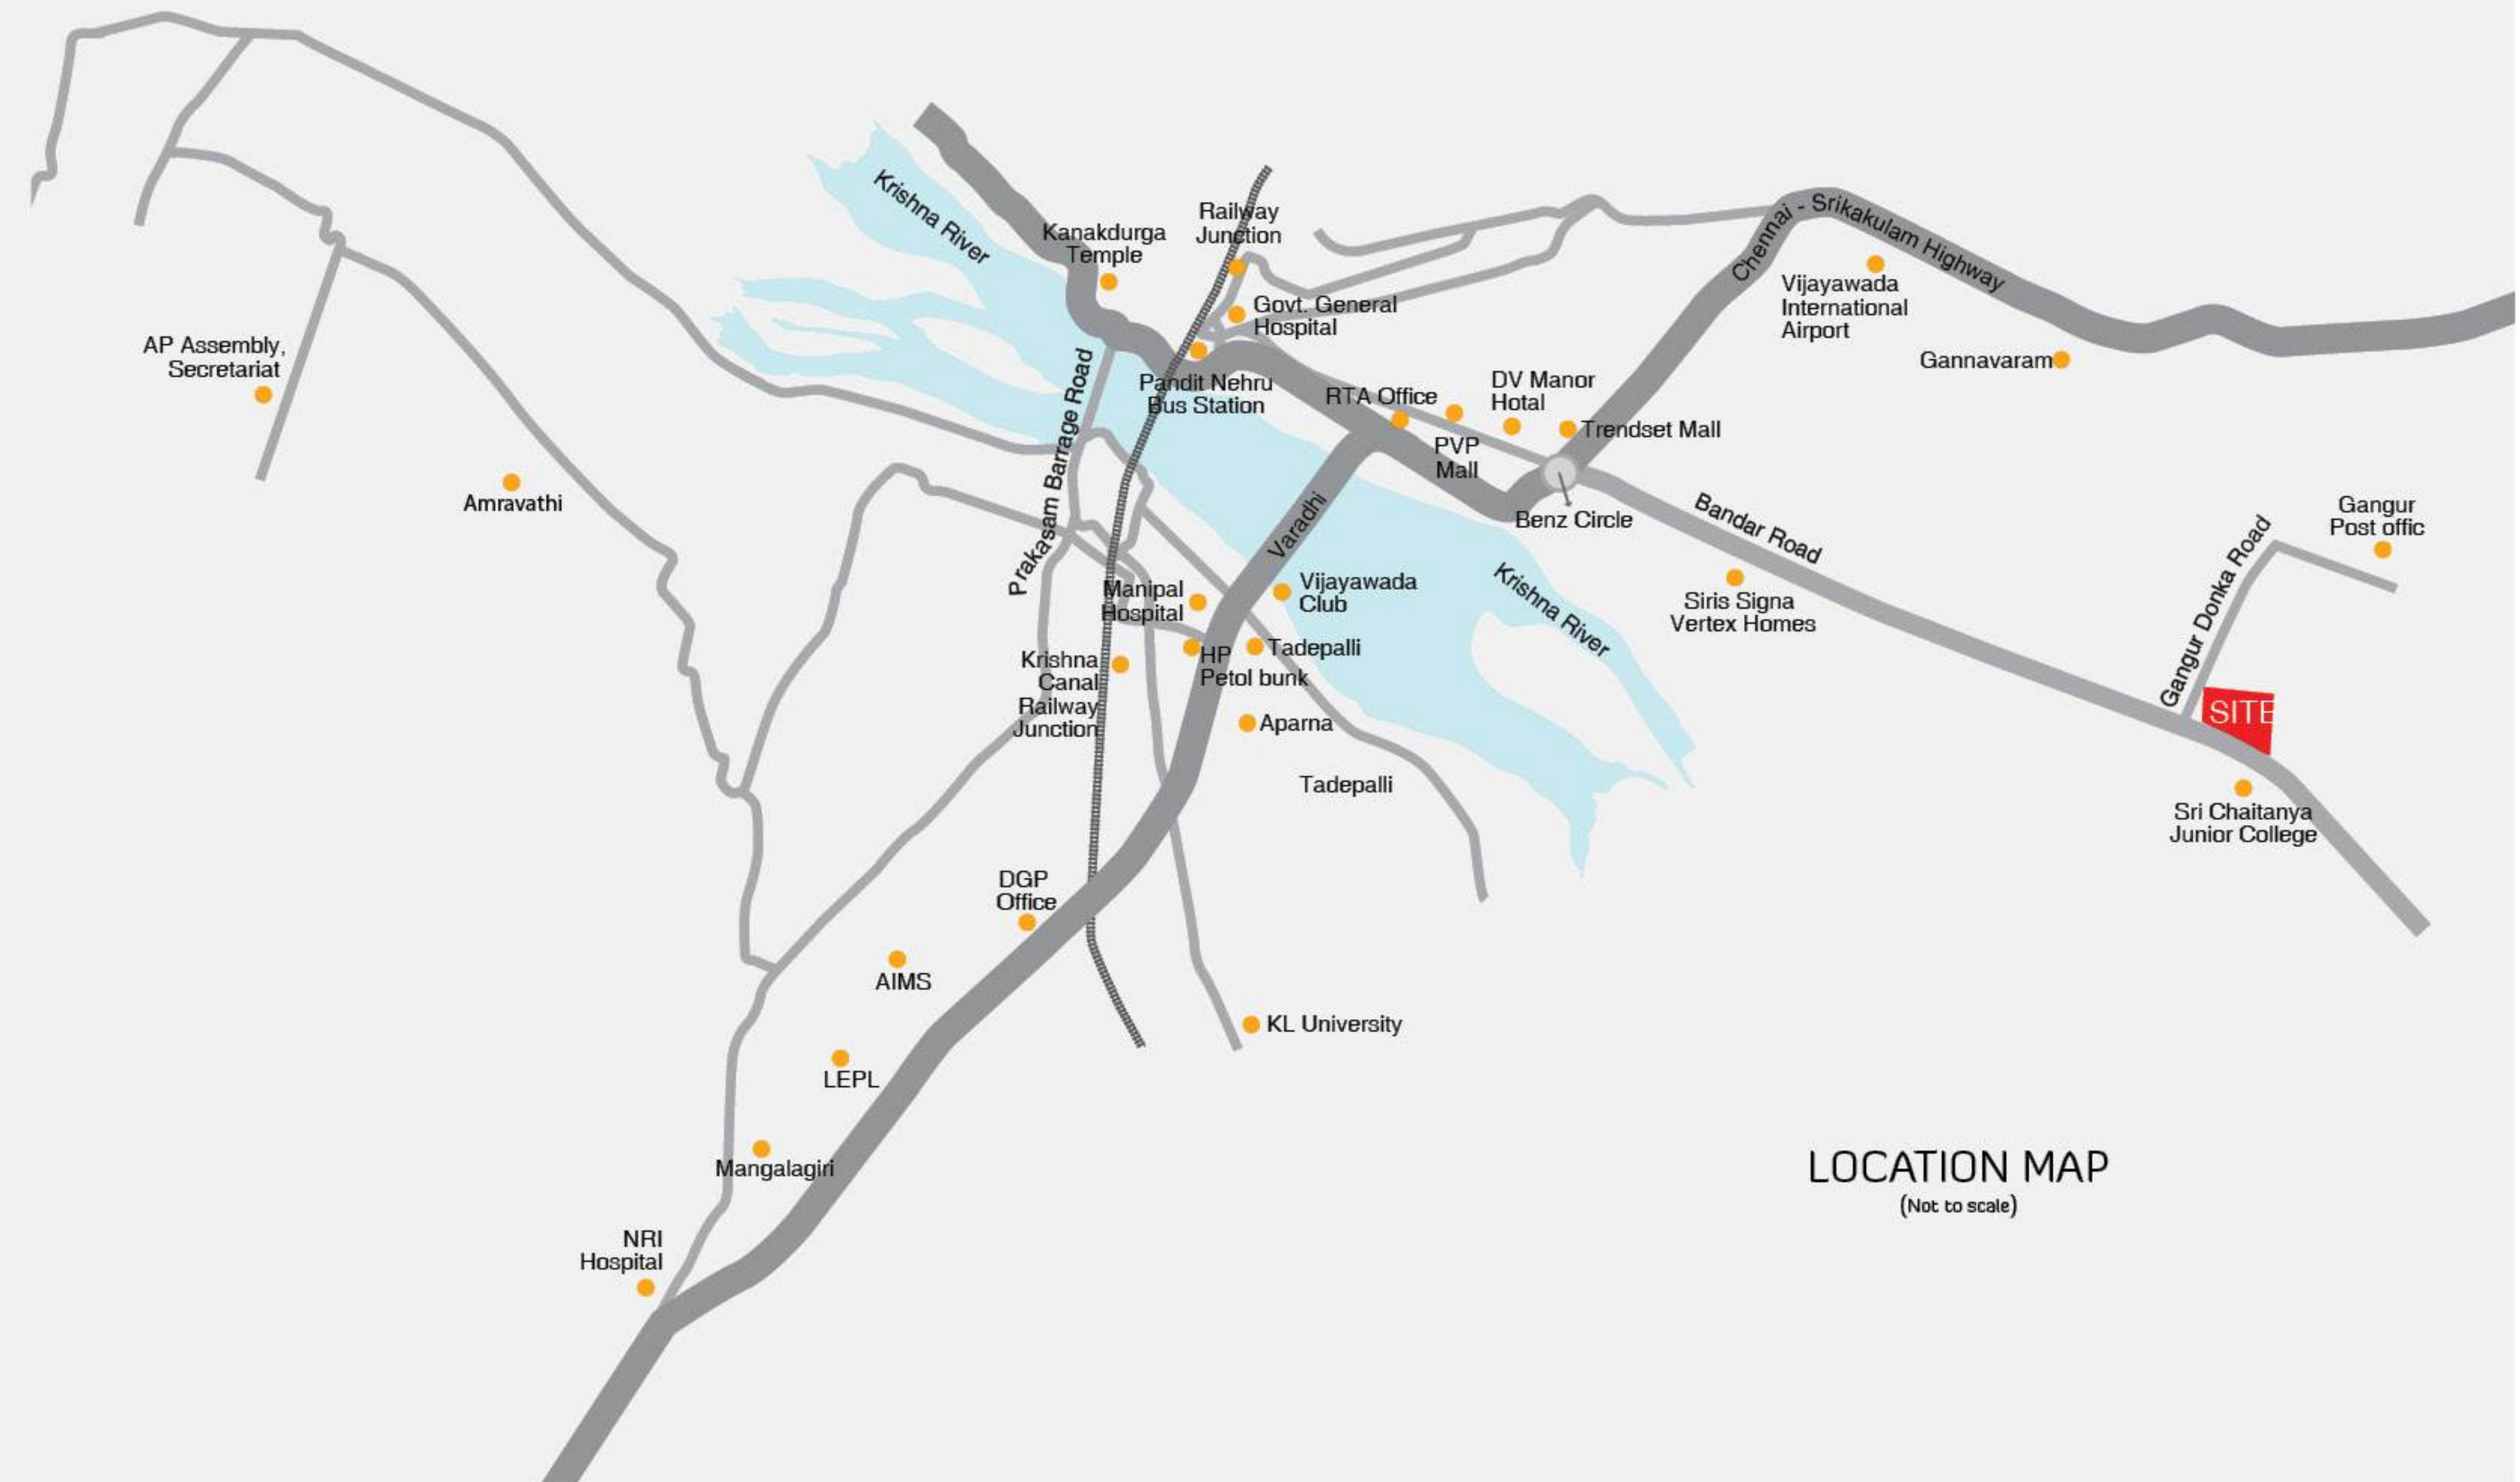 Krishna River
Kanakdurga
Temple
Railway
Junction
Govt. General
Hospital
Chennai - Srikakulam Highway
Vijayawada
International
Airport
Gannavaram
AP Assembly,
Secretariat
Amravathi
Prakasam Barrage Road
Pandit Nehru
Bus Station
RTA Office
PVP
Mall
DV Manor
Hotal
Trendset Mall
Benz Circle
Bandar Road
Varadhi
Krishna River
Siris Signa
Vertex Homes
Gangur
Post offic
Gangur Donka Road
SITE
Sri Chaitanya
Junior College
Manipal
Hospital
Vijayawada
Club
HP
Petol bunk
Tadepalli
Krishna
Canal
Railway
Junction
Aparna
Tadepalli
DGP
Office
AIMS
LEPL
KL University
Mangalagiri
NRI
Hospital
LOCATION MAP
(Not to scale)